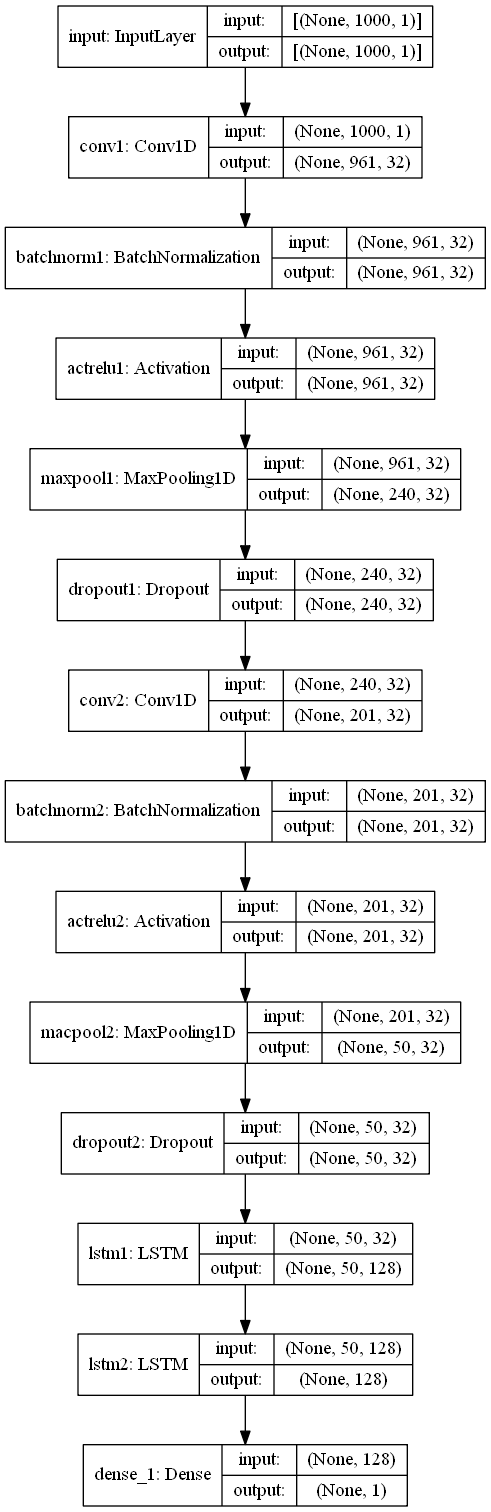 input: InputLayer
input: [(None, 1000, 1)]
output: [(None, 1000, 1)]
conv1: Conv1D
input: (None, 1000, 1)
output: (None, 961, 32)
batchnorm1: BatchNormalization
input: (None, 961, 32)
output: (None, 961, 32)
actrelu1: Activation
input: (None, 961, 32)
output: (None, 961, 32)
maxpool1: MaxPooling1D
input: (None, 961, 32)
output: (None, 240, 32)
dropout1: Dropout
input: (None, 240, 32)
output: (None, 240, 32)
conv2: Conv1D
input: (None, 240, 32)
output: (None, 201, 32)
batchnorm2: BatchNormalization
input: (None, 201, 32)
output: (None, 201, 32)
actrelu2: Activation
input: (None, 201, 32)
output: (None, 201, 32)
macpool2: MaxPooling1D
input: (None, 201, 32)
output: (None, 50, 32)
dropout2: Dropout
input: (None, 50, 32)
output: (None, 50, 32)
lstm1: LSTM
input: (None, 50, 32)
output: (None, 50, 128)
lstm2: LSTM
input: (None, 50, 128)
output: (None, 128)
dense_1: Dense
input: (None, 128)
output: (None, 1)